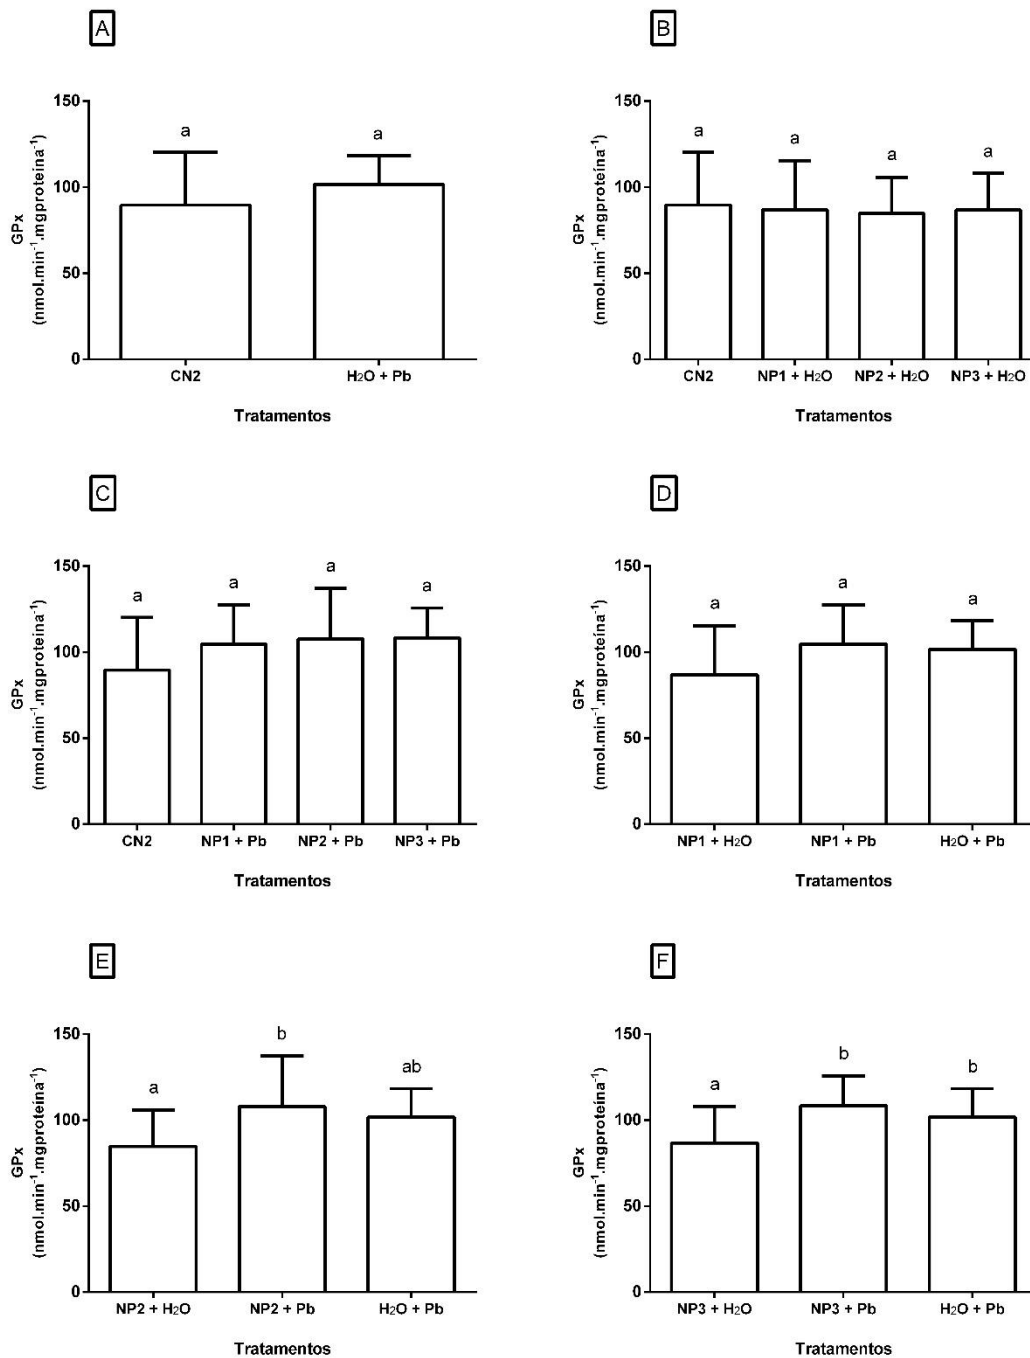 A
GPx
(nmol.min⁻¹.mgproteína⁻¹)
150
100
50
0
a
a
CN2
H₂O + Pb
Tratamentos
B
GPx
(nmol.min⁻¹.mgproteína⁻¹)
150
100
50
0
a
a
a
a
CN2
NP1 + H₂O
NP2 + H₂O
NP3 + H₂O
Tratamentos
C
GPx
(nmol.min⁻¹.mgproteína⁻¹)
150
100
50
0
a
a
a
a
CN2
NP1 + Pb
NP2 + Pb
NP3 + Pb
Tratamentos
D
GPx
(nmol.min⁻¹.mgproteína⁻¹)
150
100
50
0
a
a
a
NP1 + H₂O
NP1 + Pb
H₂O + Pb
Tratamentos
E
GPx
(nmol.min⁻¹.mgproteína⁻¹)
150
100
50
0
a
b
ab
NP2 + H₂O
NP2 + Pb
H₂O + Pb
Tratamentos
F
GPx
(nmol.min⁻¹.mgproteína⁻¹)
150
100
50
0
a
b
b
NP3 + H₂O
NP3 + Pb
H₂O + Pb
Tratamentos